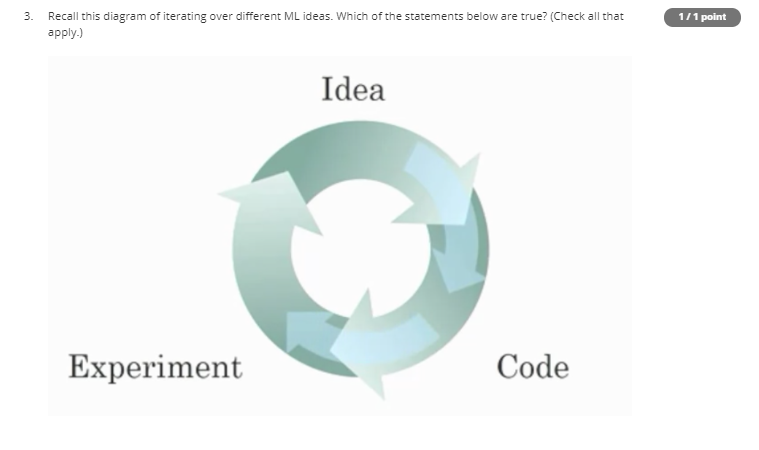 3. Recall this diagram of iterating over different ML ideas. Which of the statements below are true? (Check all that
apply.)
1 / 1 point
Idea
Experiment
Code